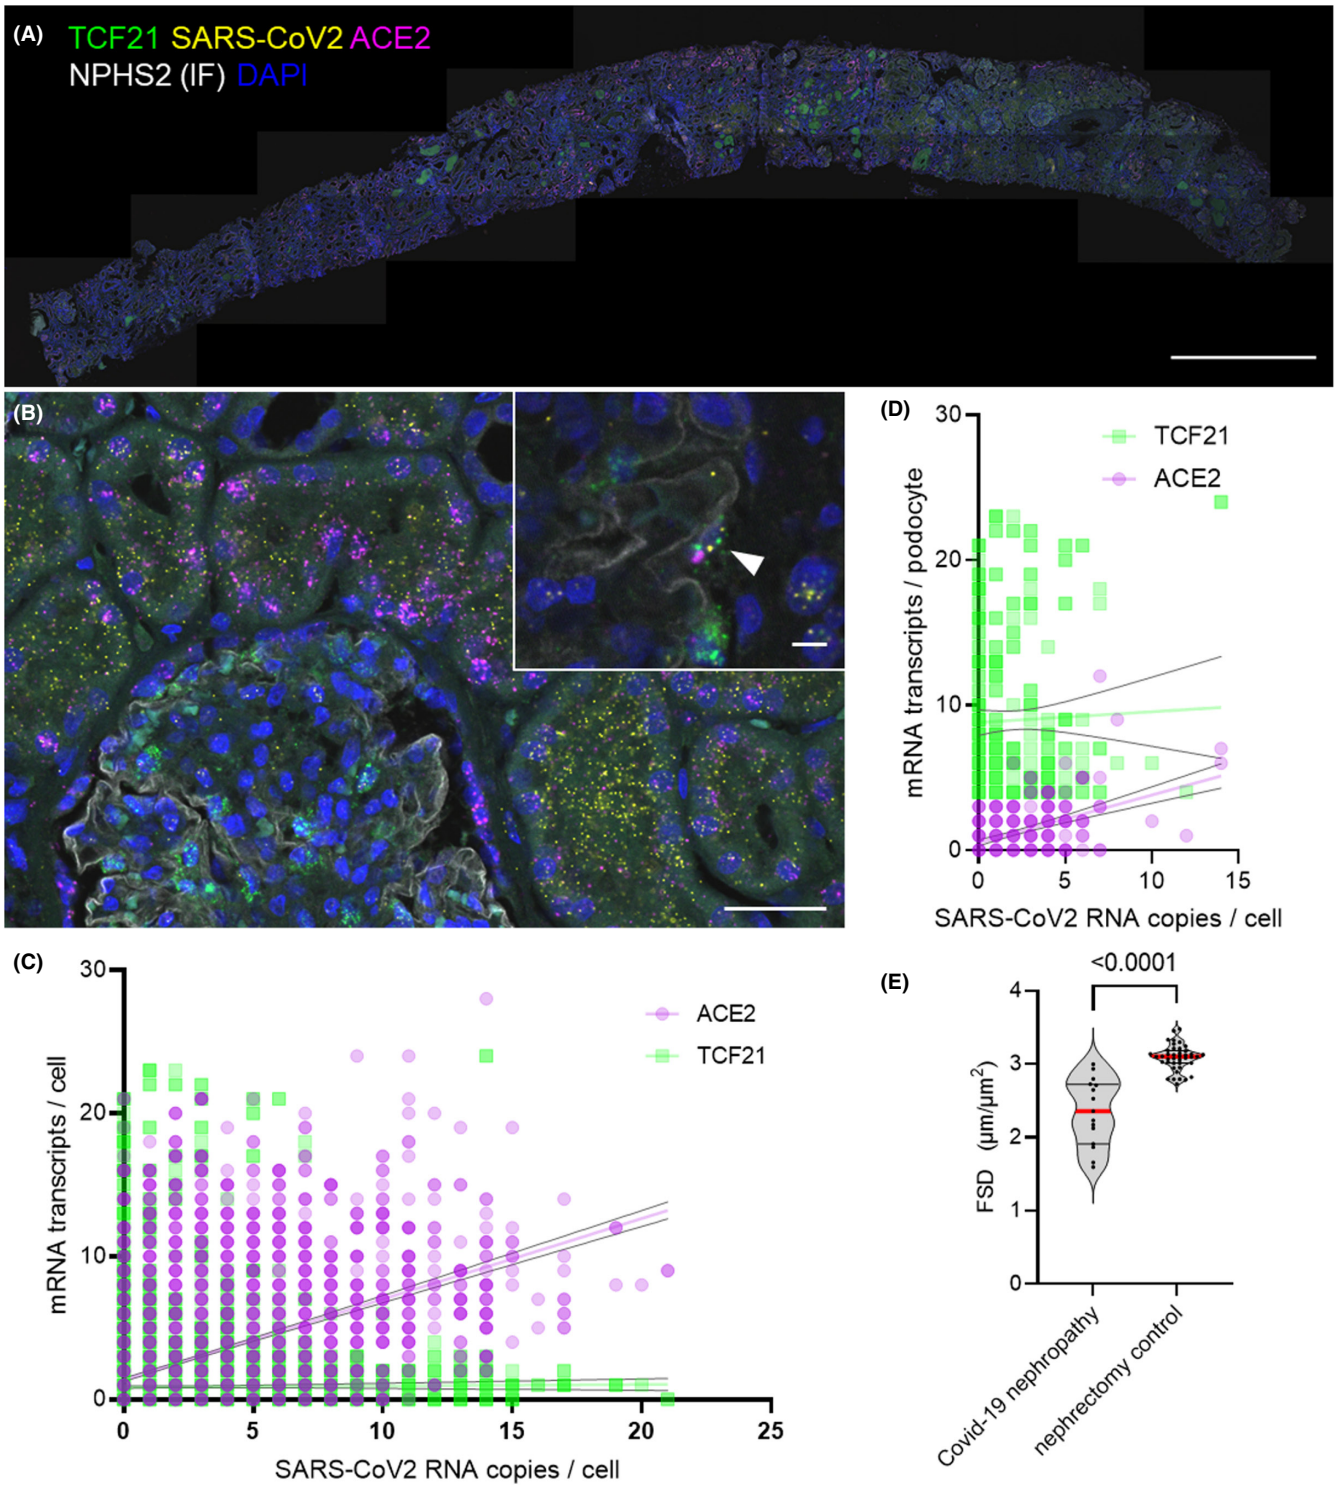 (A)
TCF21 SARS-CoV2 ACE2
NPHS2 (IF) DAPI
(B)
(D)
30
20
10
0
mRNA transcripts / podocyte
TCF21
ACE2
0 5 10 15
SARS-CoV2 RNA copies / cell
(C)
30
20
10
0
mRNA transcripts / cell
ACE2
TCF21
0 5 10 15 20 25
SARS-CoV2 RNA copies / cell
(E)
<0.0001
4
3
2
1
0
FSD (µm/µm²)
Covid-19 nephropathy
nephrectomy control